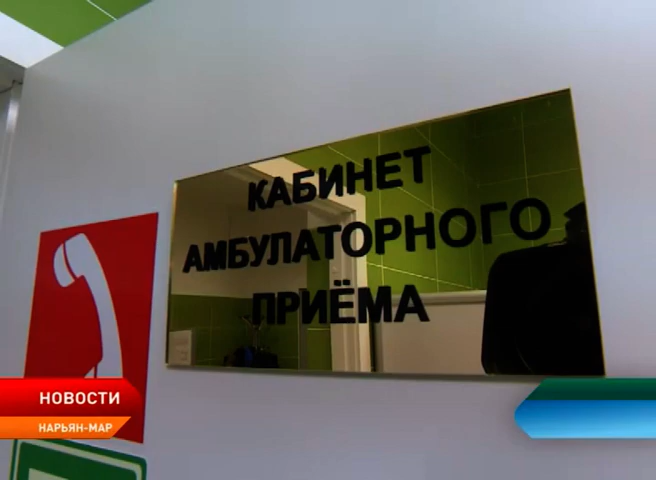 КАБИНЕТ
АМБУЛАТОРНОГО
ПРИЁМА
НОВОСТИ
НАРЬЯН-МАР